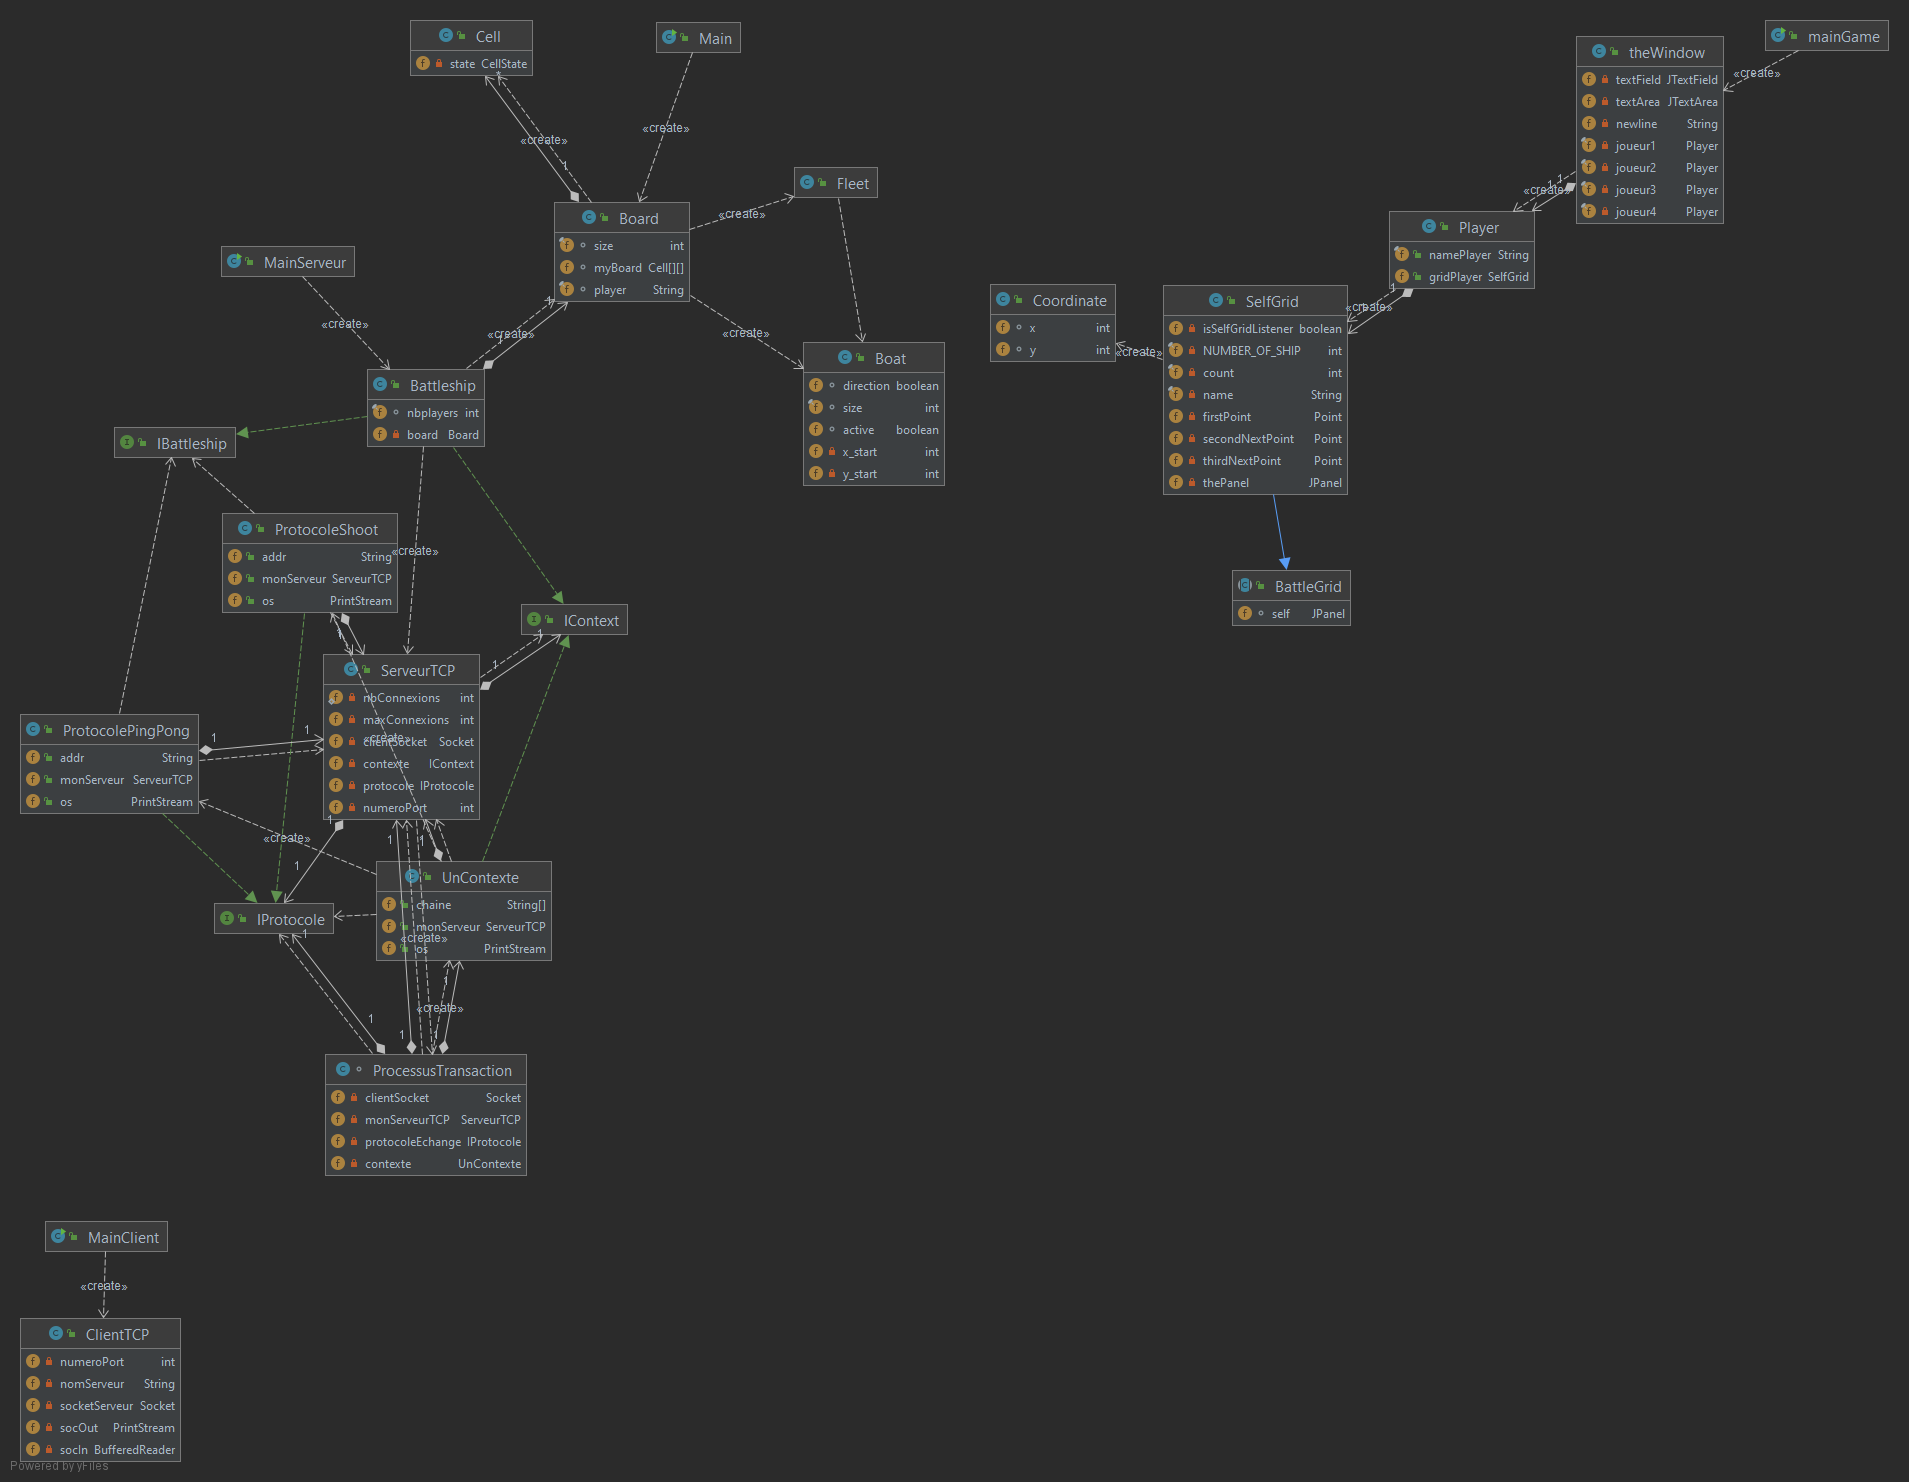 Cell
state CellState
*
Main
«create»
«create»
1
Fleet
Board
size int
myBoard Cell[][]
player String
«create»
«create»
MainServeur
«create»
1
«create»
1
Boat
direction boolean
size int
active boolean
x_start int
y_start int
Battleship
nbplayers int
board Board
IBattleship
ProtocoleShoot
addr String
monServeur ServeurTCP
os PrintStream
«create»
IContext
1
1
1
1
ServeurTCP
nbConnexions int
maxConnexions int
clientSocket Socket
contexte IContext
protocole IProtocole
numeroPort int
«create»
ProtocolePingPong
addr String
monServeur ServeurTCP
os PrintStream
1
1
«create»
1
1
1
1
IProtocole
1
UnContexte
chaine String[]
monServeur ServeurTCP
os PrintStream
«create»
1
«create»
1
1
1
ProcessusTransaction
clientSocket Socket
monServeurTCP ServeurTCP
protocoleEchange IProtocole
contexte UnContexte
MainClient
«create»
ClientTCP
numeroPort int
nomServeur String
socketServeur Socket
socOut PrintStream
socIn BufferedReader
Powered by yFiles
mainGame
«create»
theWindow
textField JTextField
textArea JTextArea
newline String
joueur1 Player
joueur2 Player
joueur3 Player
joueur4 Player
«create»
1
1
Player
namePlayer String
gridPlayer SelfGrid
«create»
1
SelfGrid
isSelfGridListener boolean
NUMBER_OF_SHIP int
count int
name String
firstPoint Point
secondNextPoint Point
thirdNextPoint Point
thePanel JPanel
«create»
Coordinate
x int
y int
BattleGrid
self JPanel